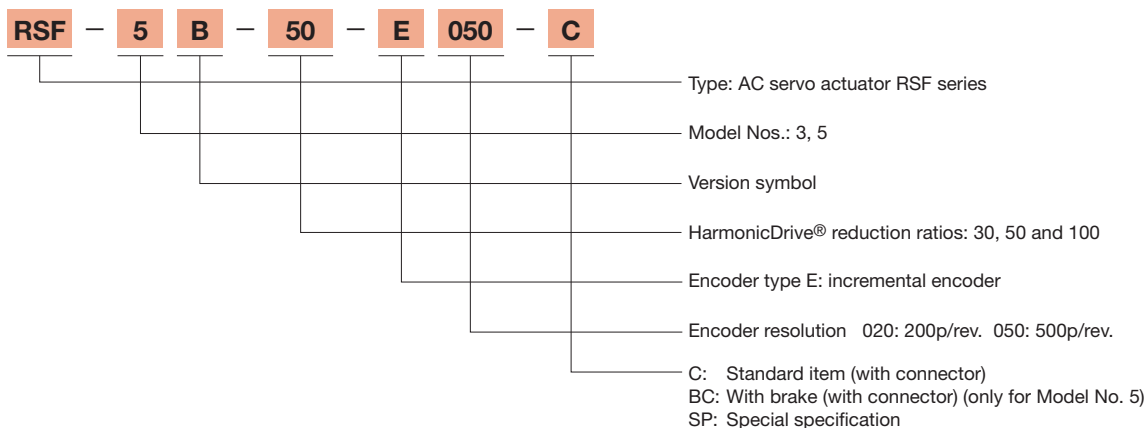 RSF – 5 B – 50 – E 050 – C
Type: AC servo actuator RSF series
Model Nos.: 3, 5
Version symbol
HarmonicDrive® reduction ratios: 30, 50 and 100
Encoder type E: incremental encoder
Encoder resolution 020: 200p/rev. 050: 500p/rev.
C: Standard item (with connector)
BC: With brake (with connector) (only for Model No. 5)
SP: Special specification